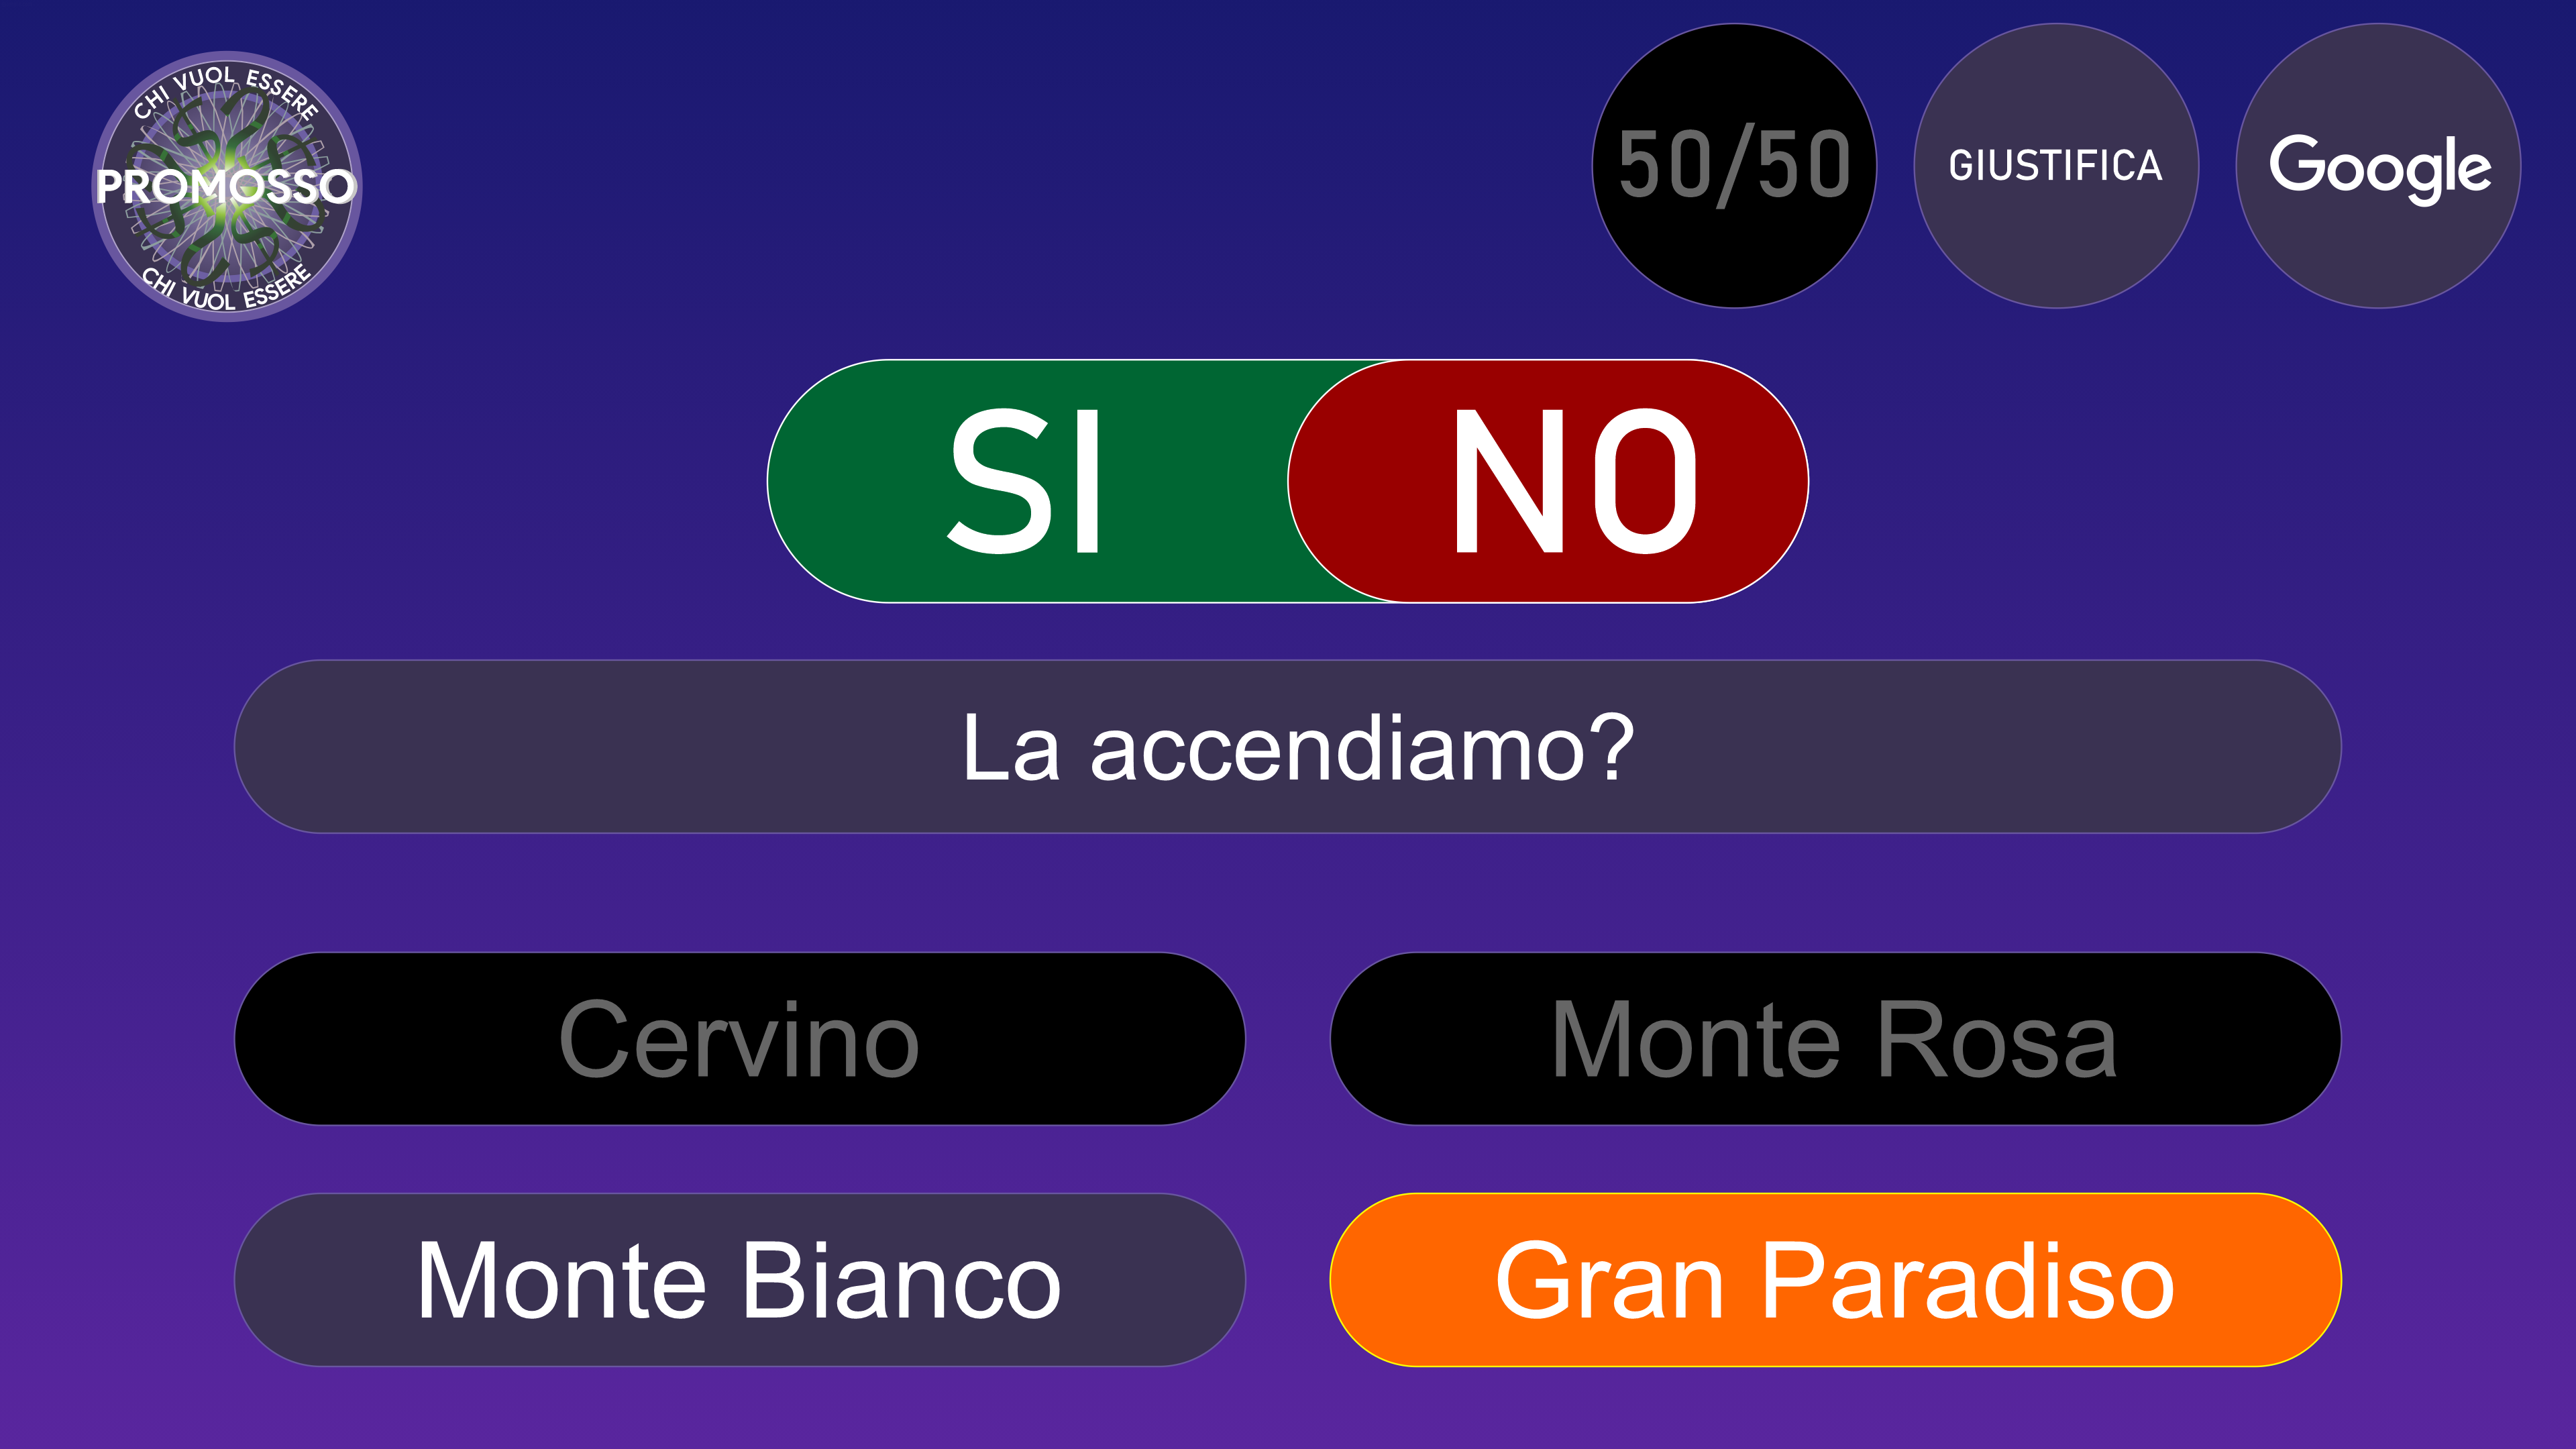 CHI VUOL ESSERE
PROMOSSO
CHI VUOL ESSERE
50/50
GIUSTIFICA
Google
SI
NO
La accendiamo?
Cervino
Monte Rosa
Monte Bianco
Gran Paradiso